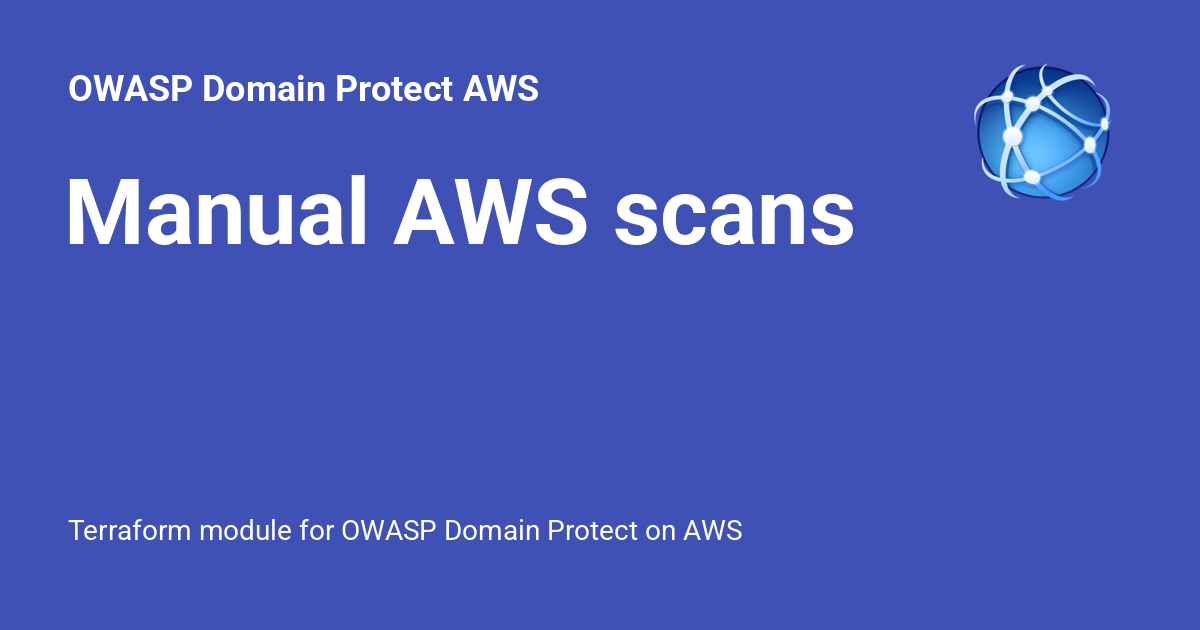 OWASP Domain Protect AWS
Manual AWS scans
Terraform module for OWASP Domain Protect on AWS